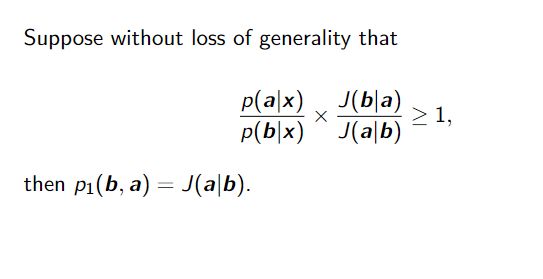 Suppose without loss of generality that
p(a|x) / p(b|x) × J(b|a) / J(a|b) ≥ 1,
then p₁(b, a) = J(a|b).